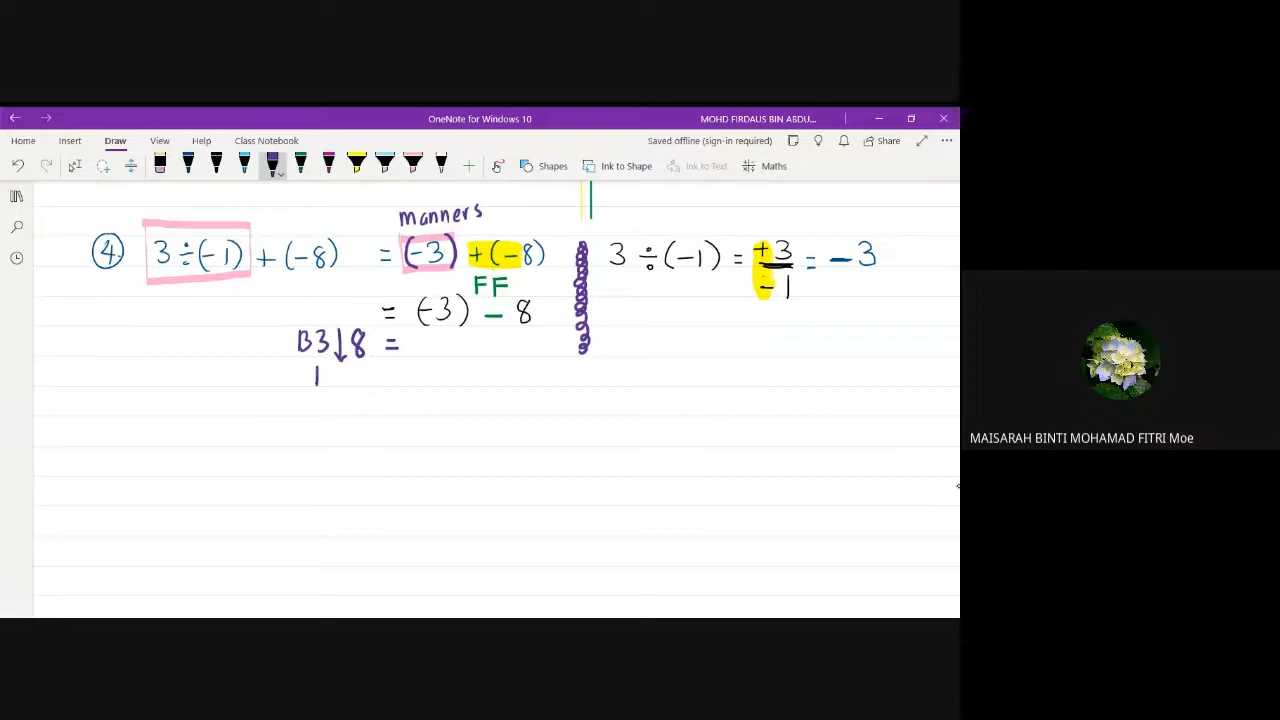 OneNote for Windows 10
MOHD FIRDAUS BIN ABDU...
Home Insert Draw View Help Class Notebook
Saved offline (sign-in required)
Share
Shapes Ink to Shape Ink to Text Maths
manners
④ 3 ÷ (-1) + (-8) = (-3) + (-8)
FF
= (-3) - 8
B3↓8 =
1
3 ÷ (-1) = +3/-1 = -3
MAISARAH BINTI MOHAMAD FITRI Moe